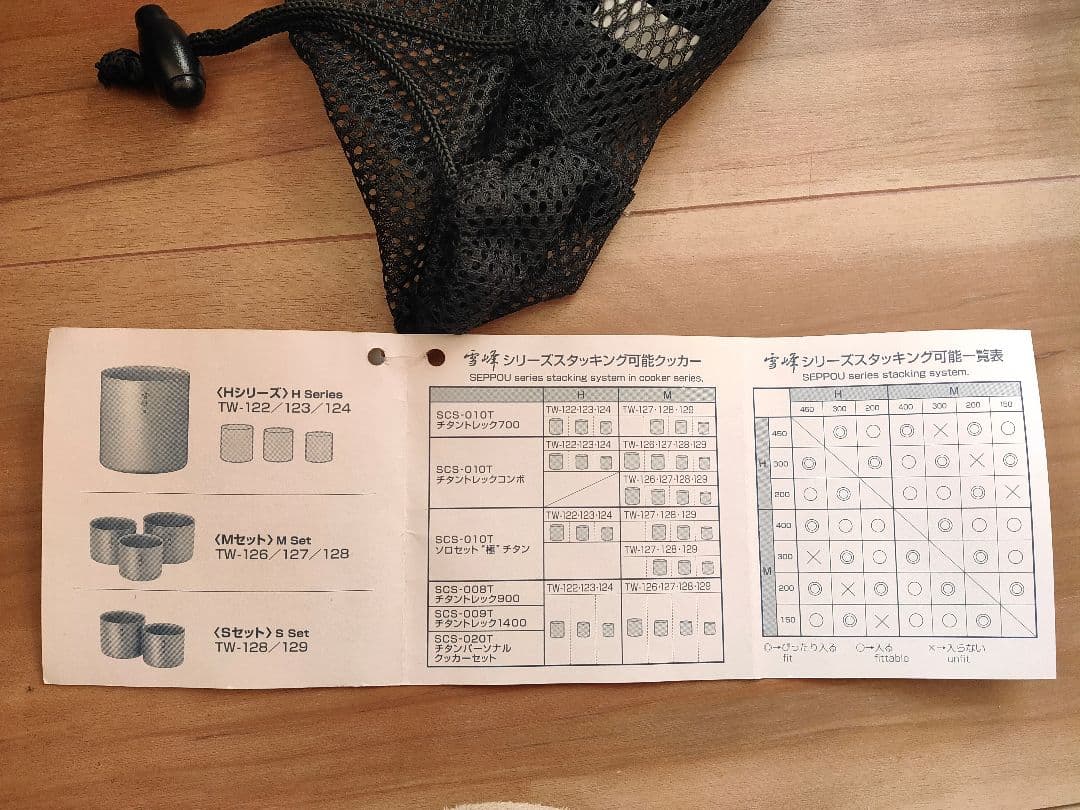 〈Hシリーズ〉H Series
TW-122／123／124
〈Mセット〉M Set
TW-126／127／128
〈Sセット〉S Set
TW-128／129
雪峰シリーズスタッキング可能クッカー
SEPPOU series stacking system in cooker series.
H M
SCS-010T
チタントレック700
TW-122・123・124 TW-127・128・129
SCS-010T
チタントレックコンボ
TW-122・123・124 TW-126・127・128・129
TW-126・127・128・129
SCS-010T
ソロセット“極”チタン
TW-122・123・124 TW-127・128・129
TW-127・128・129
SCS-008T
チタントレック900
TW-122・123・124 TW-126・127・128・129
SCS-009T
チタントレック1400
SCS-020T
チタンパーソナル
クッカーセット
雪峰シリーズスタッキング可能一覧表
SEPPOU series stacking system.
H M
450 300 200 400 300 200 150
H 450 ◎ ○ ◎ × ◎ ○
300 ◎ ◎ ○ ◎ × ◎
200 ○ ◎ ○ ○ ◎ ×
M 400 ◎ ○ ○ ◎ ○ ○
300 × ◎ ○ ◎ ◎ ○
200 ◎ × ◎ ○ ◎ ◎
150 ○ ◎ × ○ ○ ◎
◎→ぴったり入る ○→入る ×→入らない
fit fittable unfit